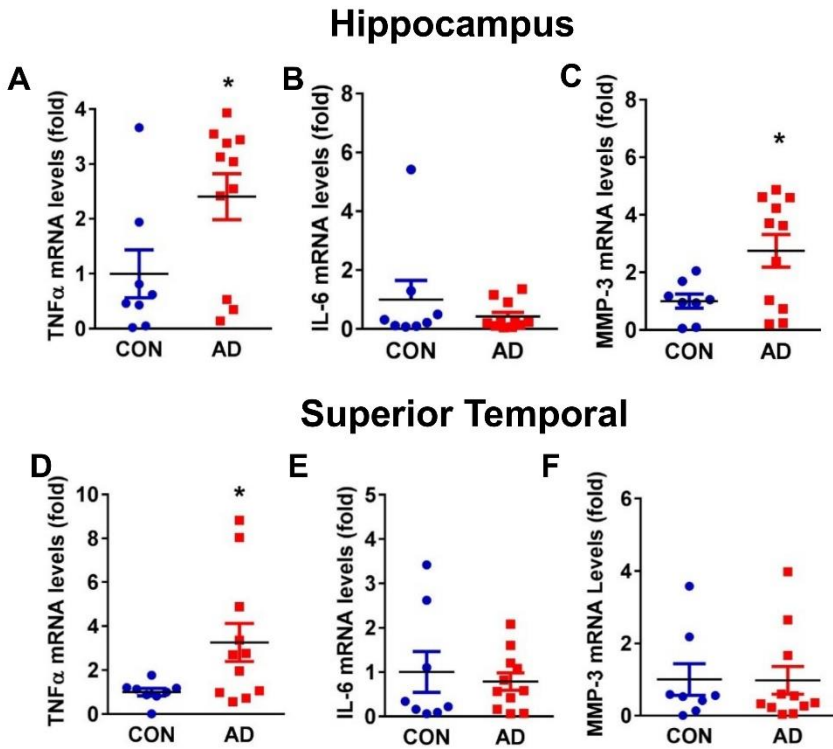 Hippocampus
A
TNFα mRNA levels (fold)
4
3
2
1
0
*
CON AD
B
IL-6 mRNA levels (fold)
8
6
4
2
0
CON AD
C
MMP-3 mRNA levels (fold)
8
6
4
2
0
*
CON AD
Superior Temporal
D
TNFα mRNA levels (fold)
10
8
6
4
2
0
*
CON AD
E
IL-6 mRNA levels (fold)
5
4
3
2
1
0
CON AD
F
MMP-3 mRNA Levels (fold)
6
4
2
0
CON AD